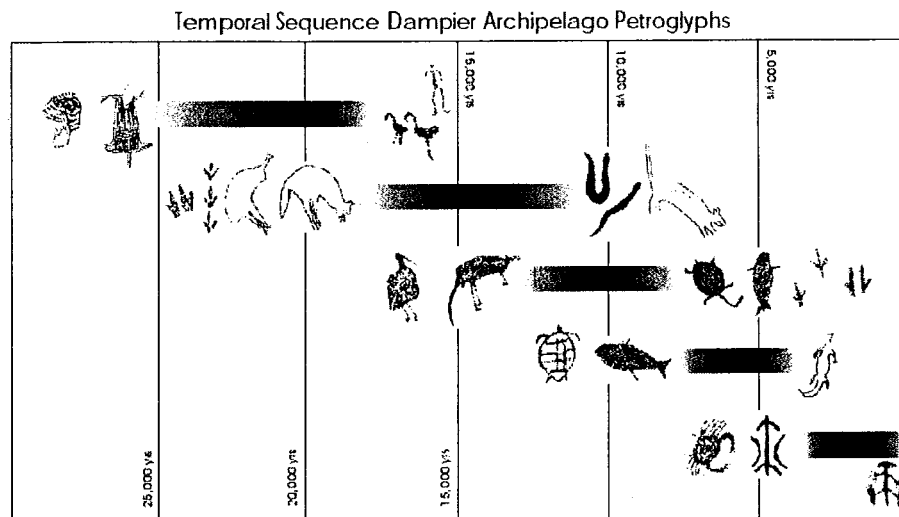 Temporal Sequence Dampier Archipelago Petroglyphs
15,000 yrs
10,000 yrs
5,000 yrs
25,000 yrs
20,000 yrs
15,000 yrs